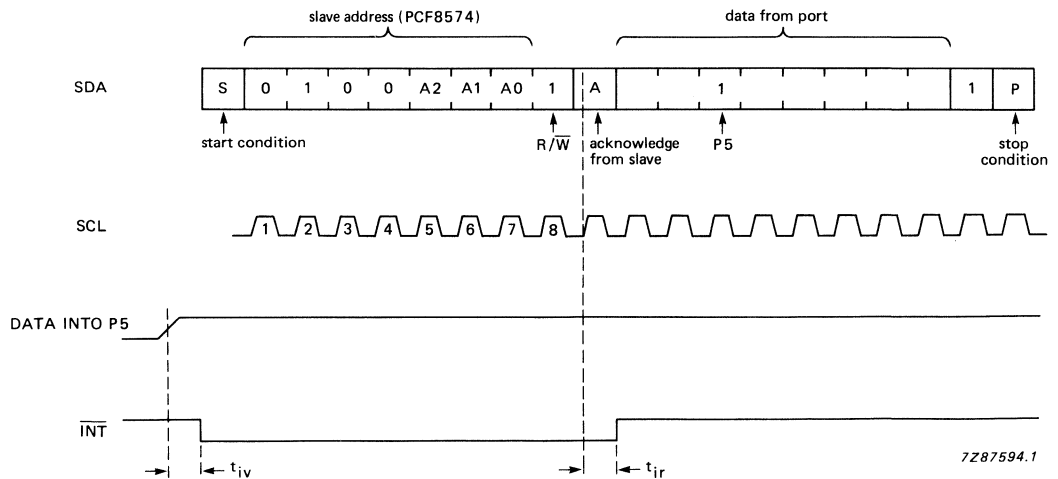 slave address (PCF8574) data from port
SDA S 0 1 0 0 A2 A1 A0 1 A 1 1 P
start condition R/W̅ acknowledge from slave P5 stop condition
SCL 1 2 3 4 5 6 7 8
DATA INTO P5
I̅N̅T̅
t_iv t_ir
7Z87594.1